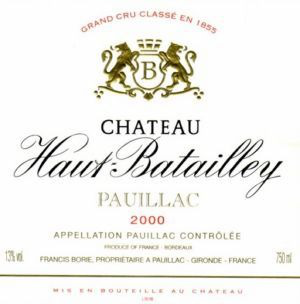 GRAND CRU CLASSÉ EN 1855
B
CHATEAU
Haut-Batailley
PAUILLAC
2000
APPELLATION PAUILLAC CONTRÔLÉE
PRODUCE OF FRANCE - BORDEAUX
13% vol. FRANCIS BORIE, PROPRIÉTAIRE A PAUILLAC - GIRONDE - FRANCE 750 ml
MIS EN BOUTEILLE AU CHATEAU